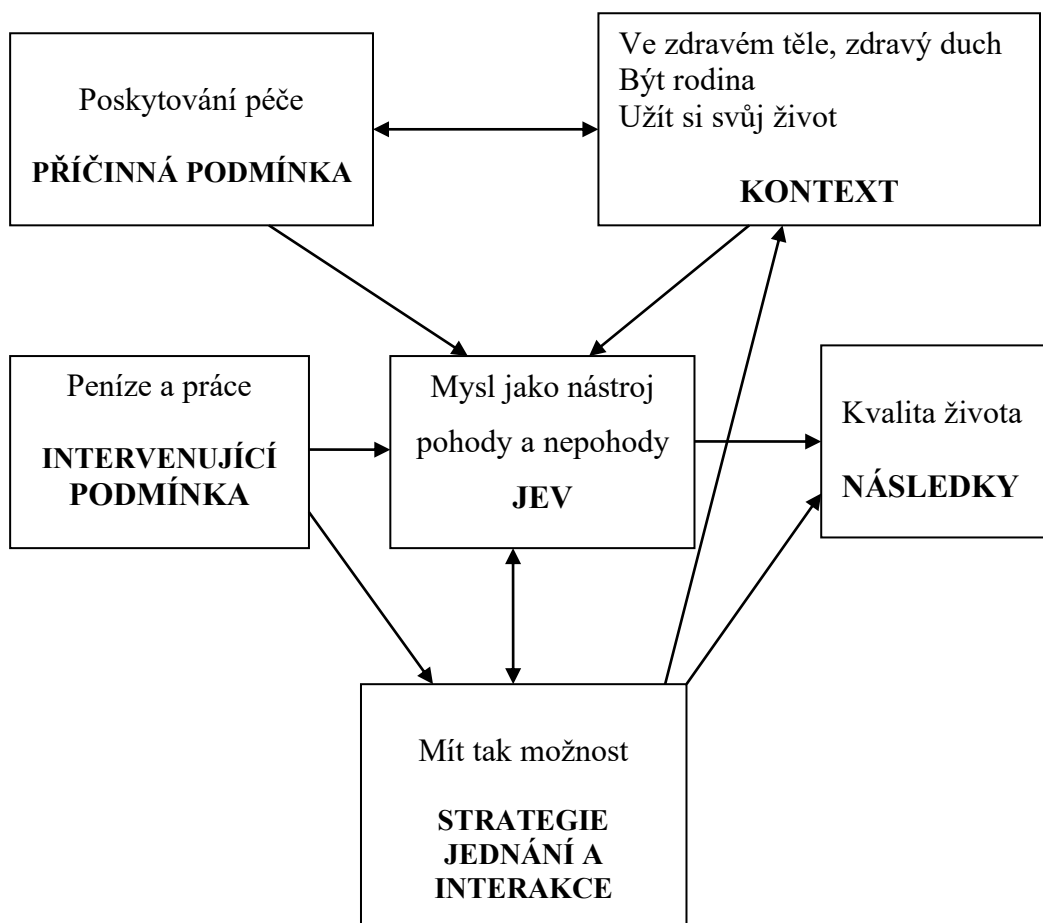 Poskytování péče
PŘÍČINNÁ PODMÍNKA
Ve zdravém těle, zdravý duch
Být rodina
Užít si svůj život
KONTEXT
Peníze a práce
INTERVENUJÍCÍ
PODMÍNKA
Mysl jako nástroj
pohody a nepohody
JEV
Kvalita života
NÁSLEDKY
Mít tak možnost
STRATEGIE
JEDNÁNÍ A
INTERAKCE